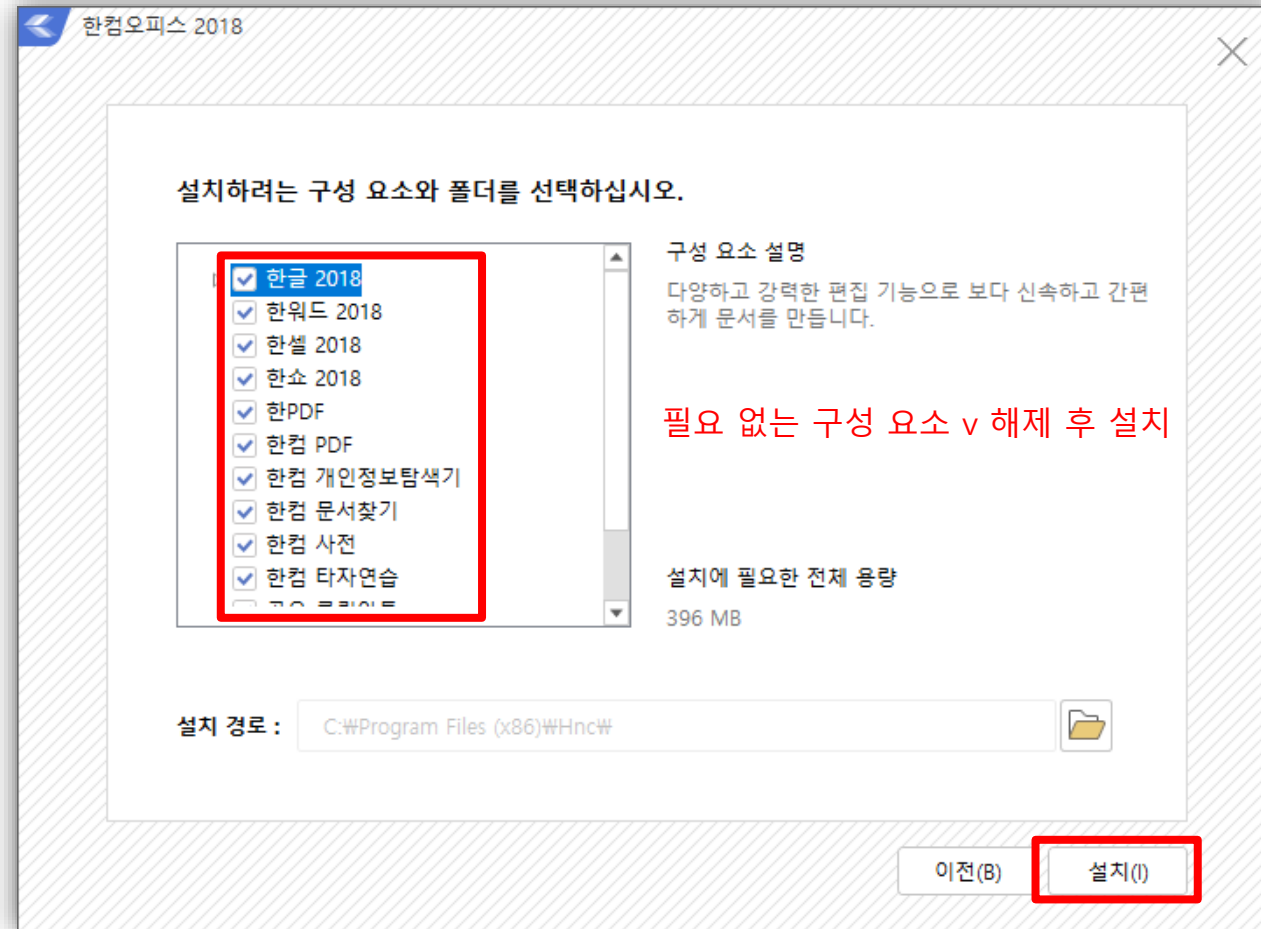 한컴오피스 2018
설치하려는 구성 요소와 폴더를 선택하십시오.
한글 2018
한워드 2018
한셀 2018
한쇼 2018
한PDF
한컴 PDF
한컴 개인정보탐색기
한컴 문서찾기
한컴 사전
한컴 타자연습
구성 요소 설명
다양하고 강력한 편집 기능으로 보다 신속하고 간편
하게 문서를 만듭니다.
필요 없는 구성 요소 v 해제 후 설치
설치에 필요한 전체 용량
396 MB
설치 경로 : C:₩Program Files (x86)₩Hnc₩
이전(B) 설치(I)